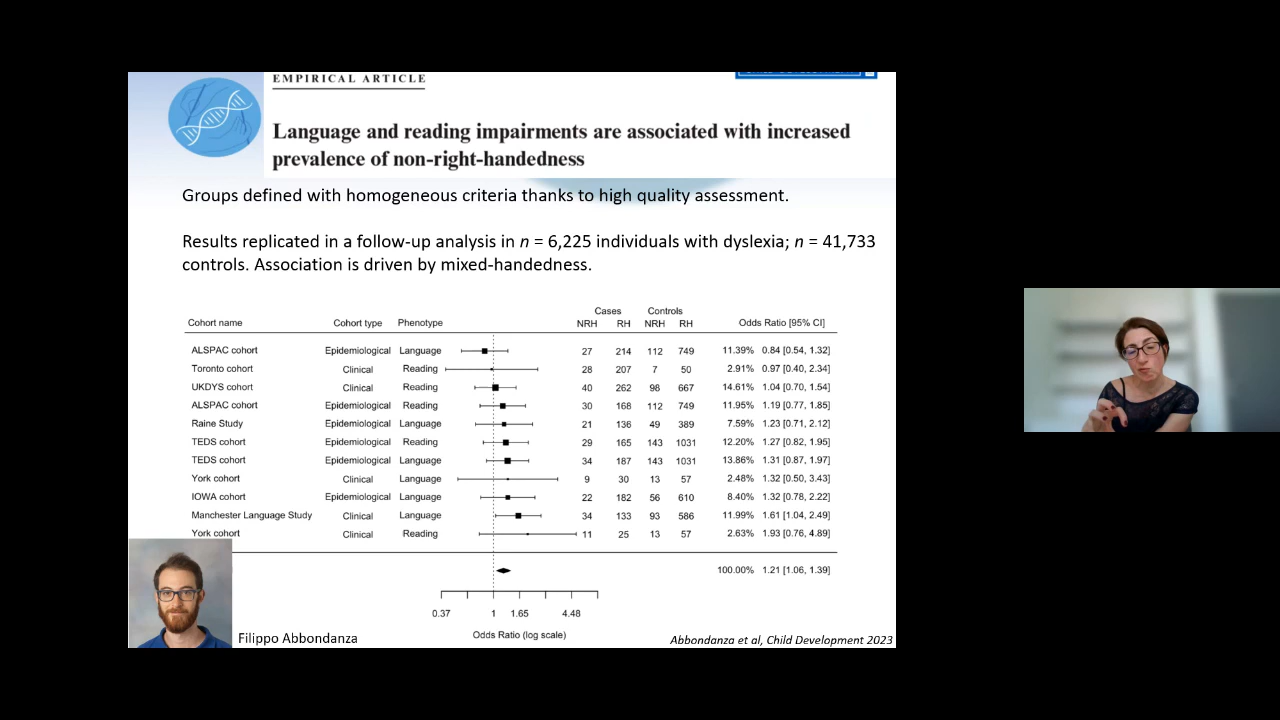 EMPIRICAL ARTICLE
Language and reading impairments are associated with increased
prevalence of non-right-handedness
Groups defined with homogeneous criteria thanks to high quality assessment.
Results replicated in a follow-up analysis in n = 6,225 individuals with dyslexia; n = 41,733
controls. Association is driven by mixed-handedness.
Cases Controls
Cohort name Cohort type Phenotype NRH RH NRH RH Odds Ratio [95% CI]
ALSPAC cohort Epidemiological Language 27 214 112 749 11.39% 0.84 [0.54, 1.32]
Toronto cohort Clinical Reading 28 207 7 50 2.91% 0.97 [0.40, 2.34]
UKDYS cohort Clinical Reading 40 262 98 667 14.61% 1.04 [0.70, 1.54]
ALSPAC cohort Epidemiological Reading 30 168 112 749 11.95% 1.19 [0.77, 1.85]
Raine Study Epidemiological Language 21 136 49 389 7.59% 1.23 [0.71, 2.12]
TEDS cohort Epidemiological Reading 29 165 143 1031 12.20% 1.27 [0.82, 1.95]
TEDS cohort Epidemiological Language 34 187 143 1031 13.86% 1.31 [0.87, 1.97]
York cohort Clinical Language 9 30 13 57 2.48% 1.32 [0.50, 3.43]
IOWA cohort Epidemiological Language 22 182 56 610 8.40% 1.32 [0.78, 2.22]
Manchester Language Study Clinical Language 34 133 93 586 11.99% 1.61 [1.04, 2.49]
York cohort Clinical Reading 11 25 13 57 2.63% 1.93 [0.76, 4.89]
100.00% 1.21 [1.06, 1.39]
0.37 1 1.65 4.48
Odds Ratio (log scale)
Filippo Abbondanza
Abbondanza et al, Child Development 2023